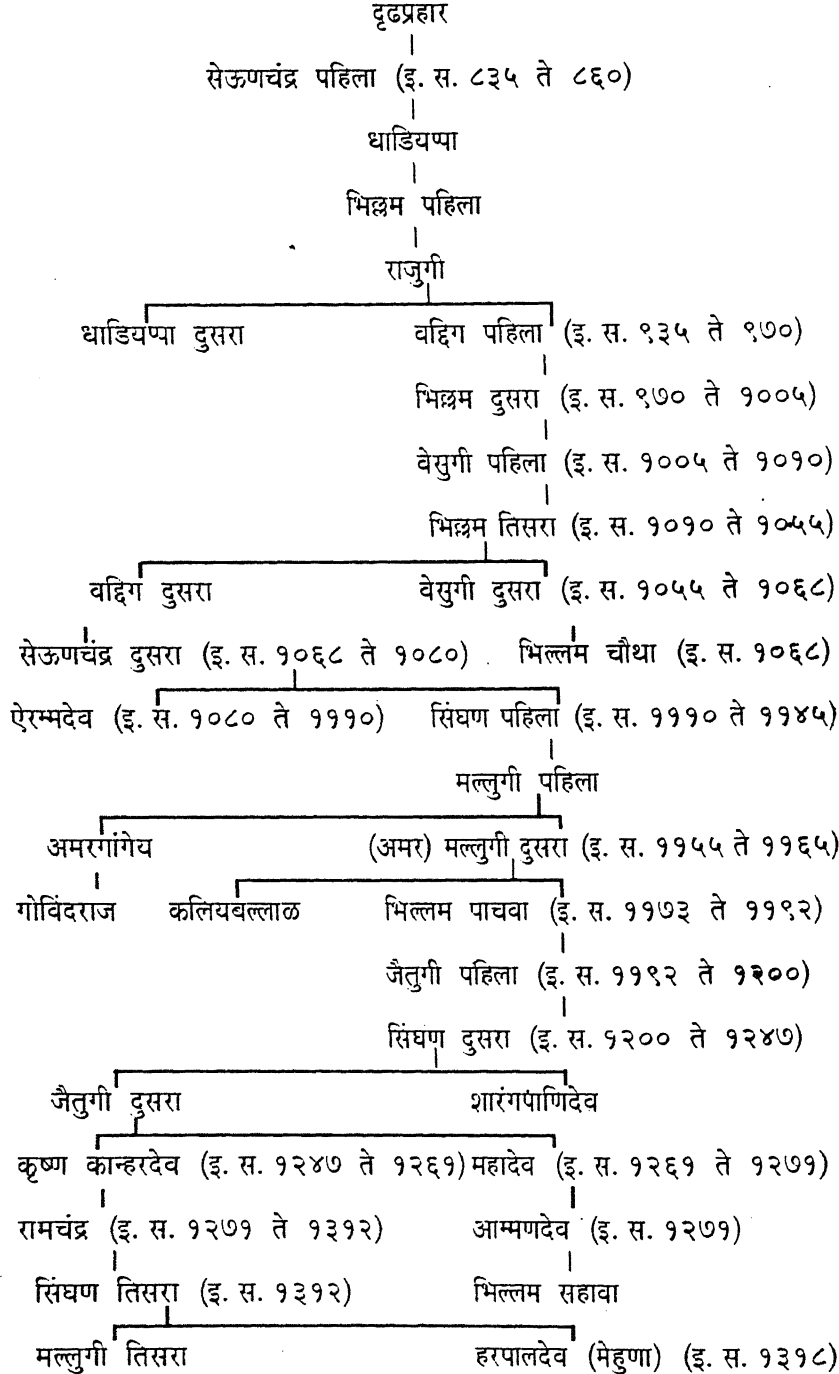 दृढप्रहार
सेऊणचंद्र पहिला (इ. स. ८३५ ते ८६०)
धाडियप्पा
भिल्लम पहिला
राजुगी
धाडियप्पा दुसरा वद्दिग पहिला (इ. स. ९३५ ते ९७०)
भिल्लम दुसरा (इ. स. ९७० ते १००५)
वेसुगी पहिला (इ. स. १००५ ते १०१०)
भिल्लम तिसरा (इ. स. १०१० ते १०५५)
वद्दिग दुसरा वेसुगी दुसरा (इ. स. १०५५ ते १०६८)
सेऊणचंद्र दुसरा (इ. स. १०६८ ते १०८०) भिल्लम चौथा (इ. स. १०६८)
ऐरम्मदेव (इ. स. १०८० ते १११०) सिंघण पहिला (इ. स. १११० ते ११४५)
मल्लुगी पहिला
अमरगांगेय (अमर) मल्लुगी दुसरा (इ. स. ११५५ ते ११६५)
गोविंदराज कलियबल्लाळ भिल्लम पाचवा (इ. स. ११७३ ते ११९२)
जैतुगी पहिला (इ. स. ११९२ ते १२००)
सिंघण दुसरा (इ. स. १२०० ते १२४७)
जैतुगी दुसरा शारंगपाणिदेव
कृष्ण कान्हरदेव (इ. स. १२४७ ते १२६१) महादेव (इ. स. १२६१ ते १२७१)
रामचंद्र (इ. स. १२७१ ते १३१२) आम्मणदेव (इ. स. १२७१)
सिंघण तिसरा (इ. स. १३१२) भिल्लम सहावा
मल्लुगी तिसरा हरपालदेव (मेहुणा) (इ. स. १३१८)